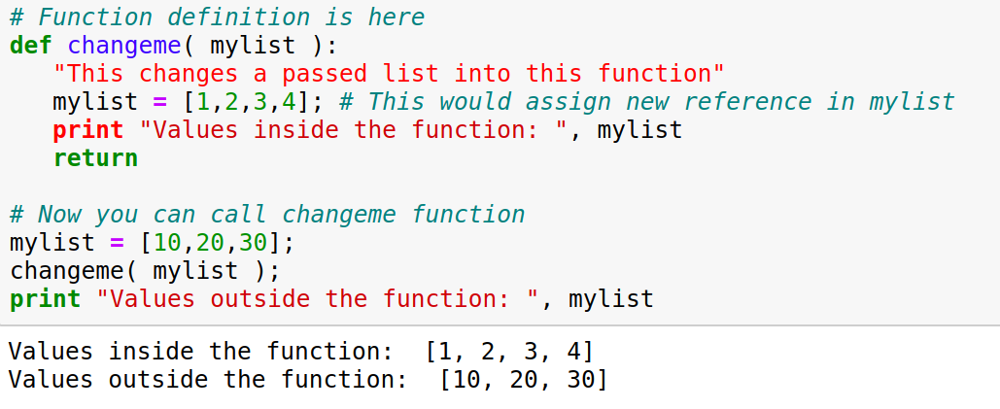 # Function definition is here
def changeme( mylist ):
   "This changes a passed list into this function"
   mylist = [1,2,3,4]; # This would assign new reference in mylist
   print "Values inside the function: ", mylist
   return

# Now you can call changeme function
mylist = [10,20,30];
changeme( mylist );
print "Values outside the function: ", mylist
Values inside the function:  [1, 2, 3, 4]
Values outside the function:  [10, 20, 30]